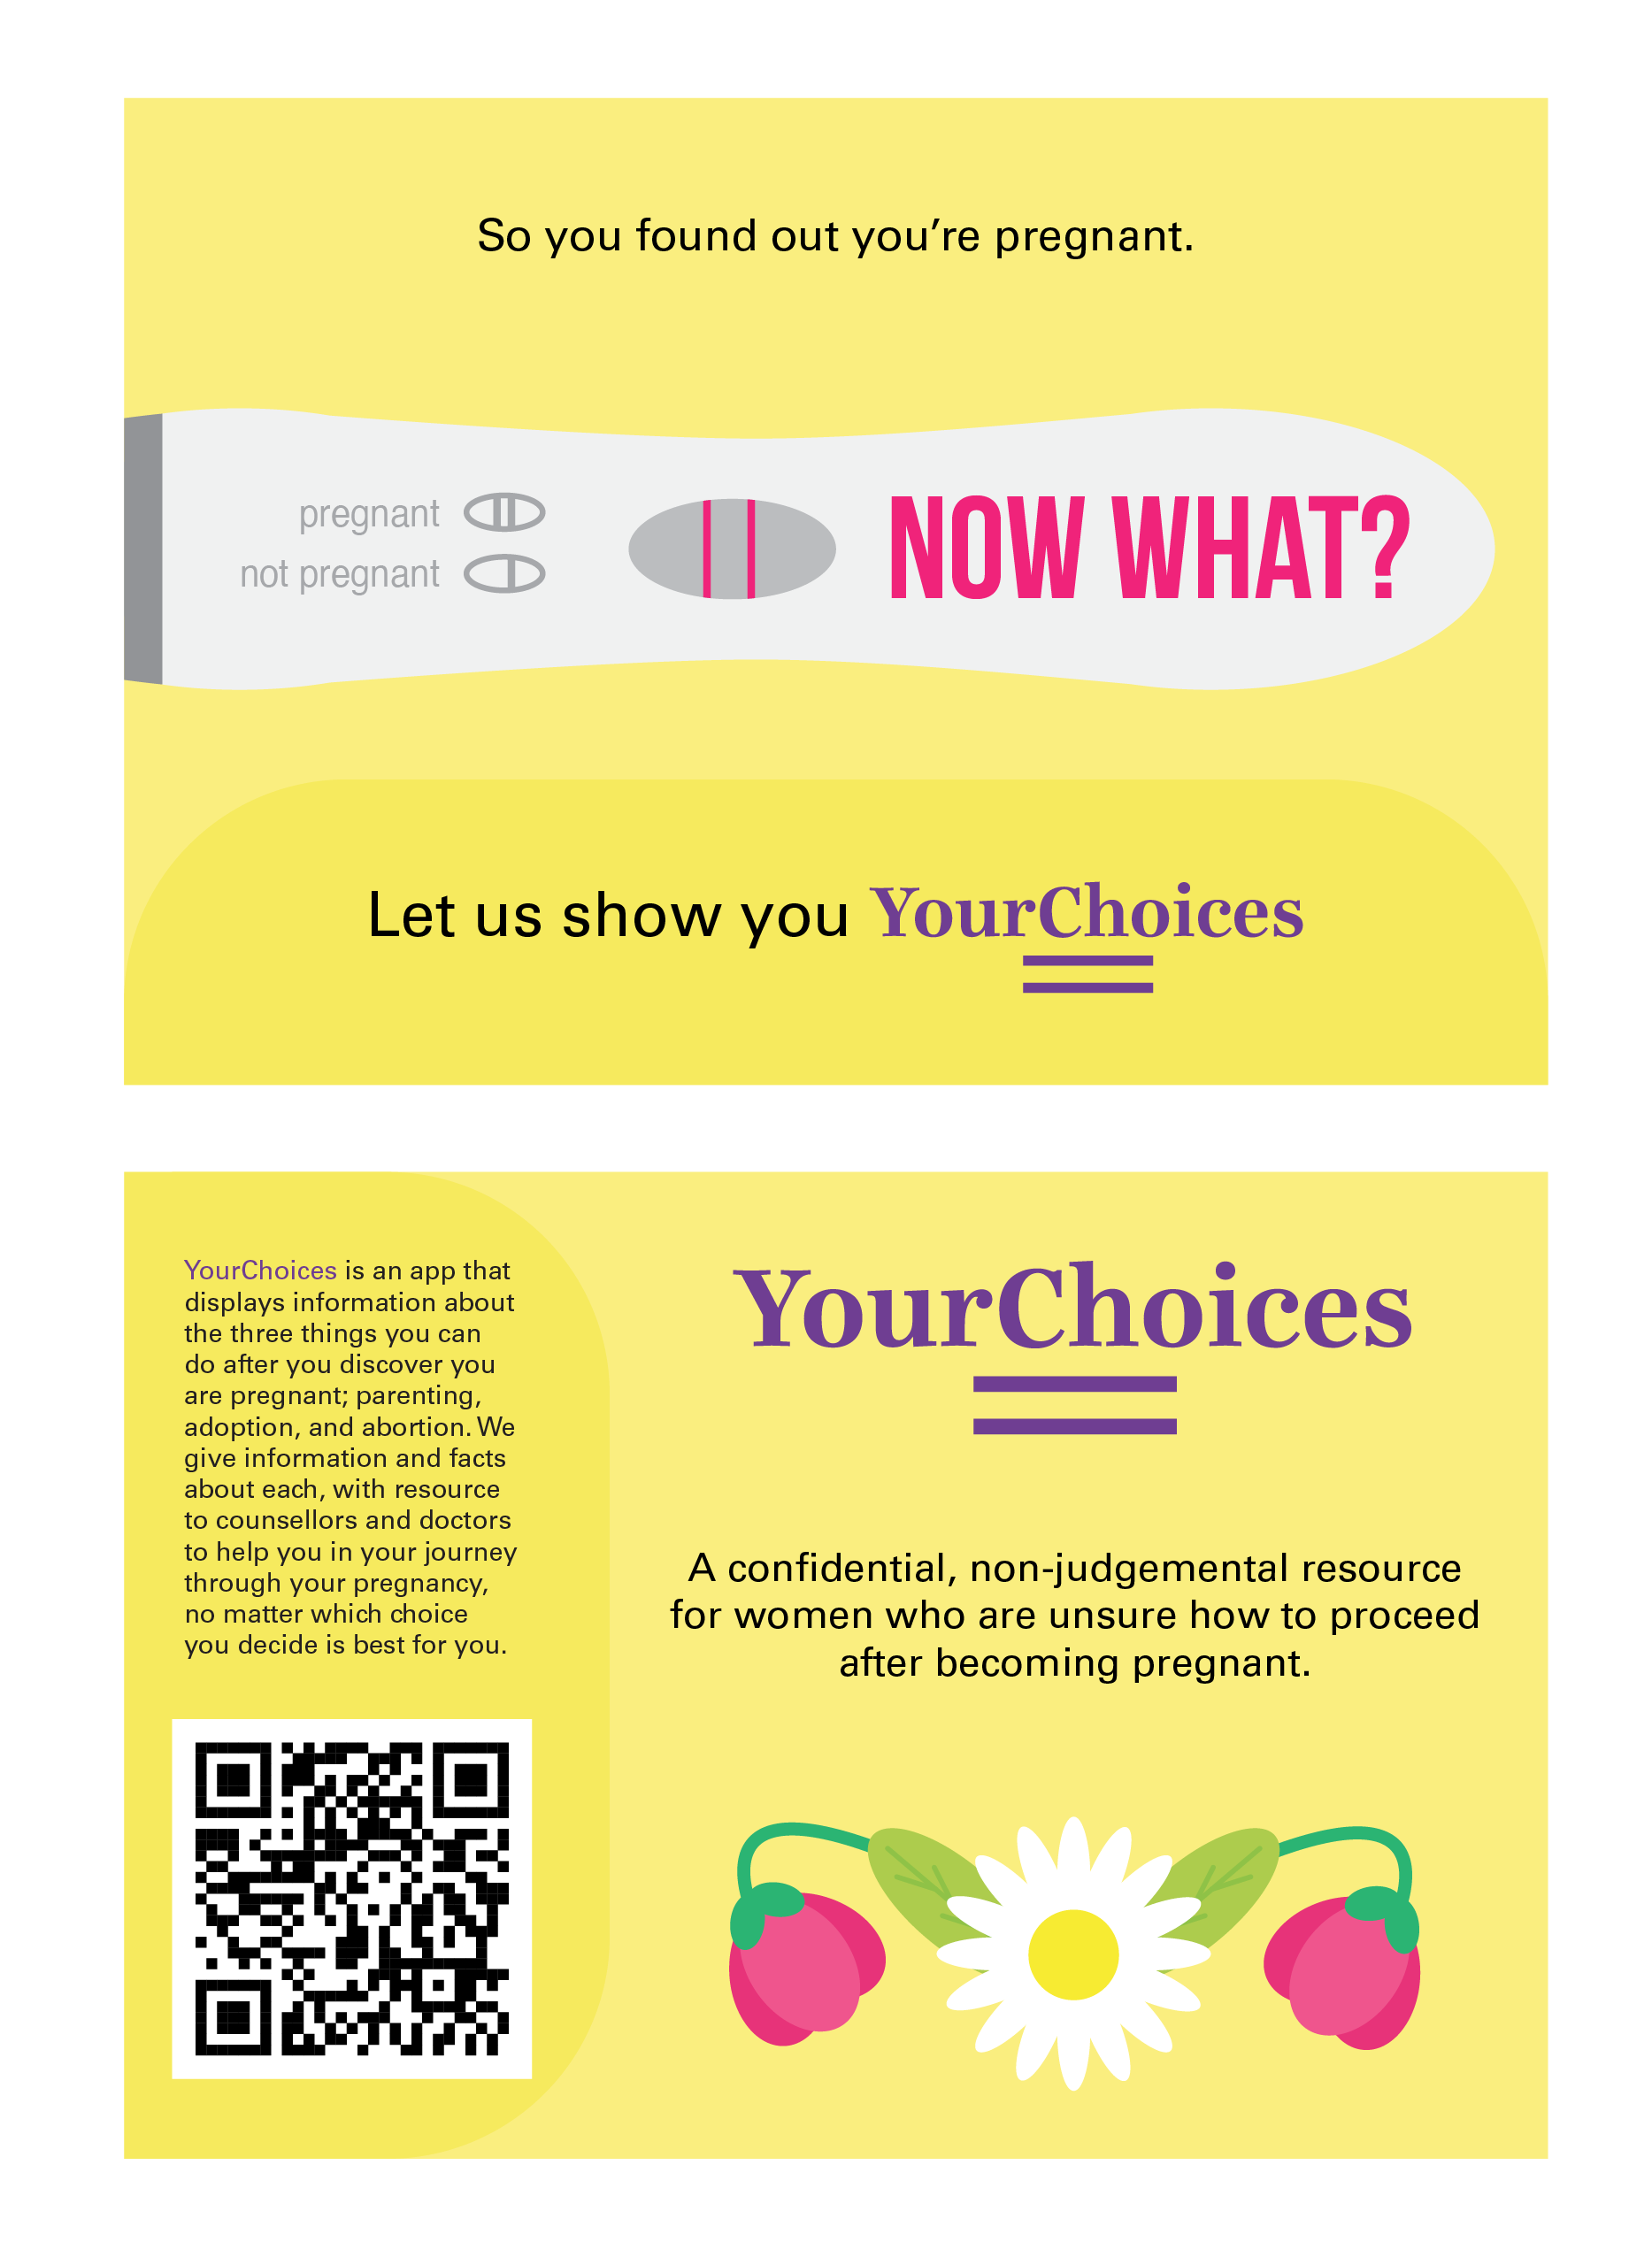 So you found out you’re pregnant.
pregnant
not pregnant
NOW WHAT?
Let us show you YourChoices
YourChoices is an app that
displays information about
the three things you can
do after you discover you
are pregnant; parenting,
adoption, and abortion. We
give information and facts
about each, with resource
to counsellors and doctors
to help you in your journey
through your pregnancy,
no matter which choice
you decide is best for you.
YourChoices
A confidential, non-judgemental resource
for women who are unsure how to proceed
after becoming pregnant.